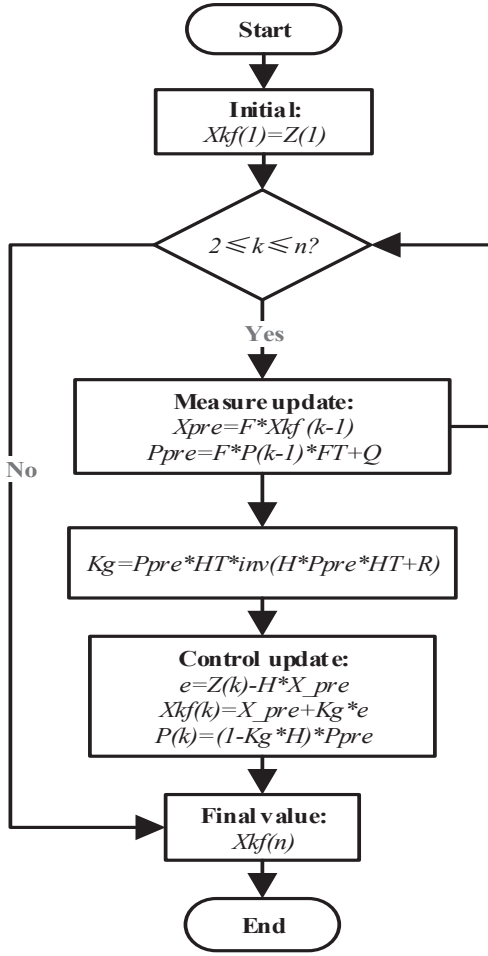 Start
Initial:
Xkf(1)=Z(1)
2≤k≤n?
Yes
Measure update:
Xpre=F*Xkf (k-1)
Ppre=F*P(k-1)*FT+Q
No
Kg=Ppre*HT*inv(H*Ppre*HT+R)
Control update:
e=Z(k)-H*X_pre
Xkf(k)=X_pre+Kg*e
P(k)=(1-Kg*H)*Ppre
Final value:
Xkf(n)
End